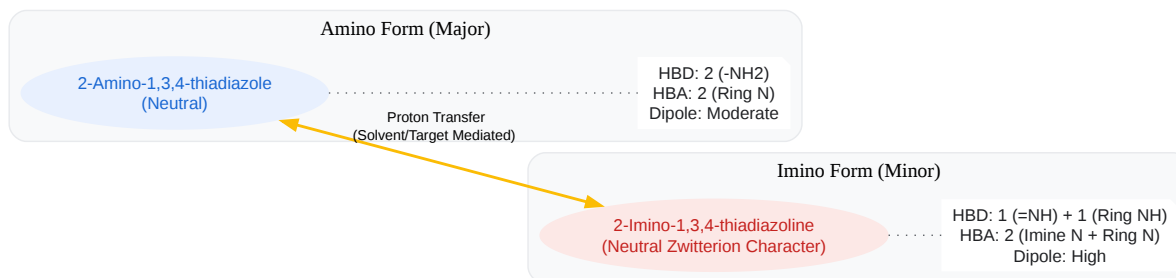 Amino Form (Major)
2-Amino-1,3,4-thiadiazole
(Neutral)
HBD: 2 (-NH2)
HBA: 2 (Ring N)
Dipole: Moderate
Proton Transfer
(Solvent/Target Mediated)
Imino Form (Minor)
2-Imino-1,3,4-thiadiazoline
(Neutral Zwitterion Character)
HBD: 1 (=NH) + 1 (Ring NH)
HBA: 2 (Imine N + Ring N)
Dipole: High